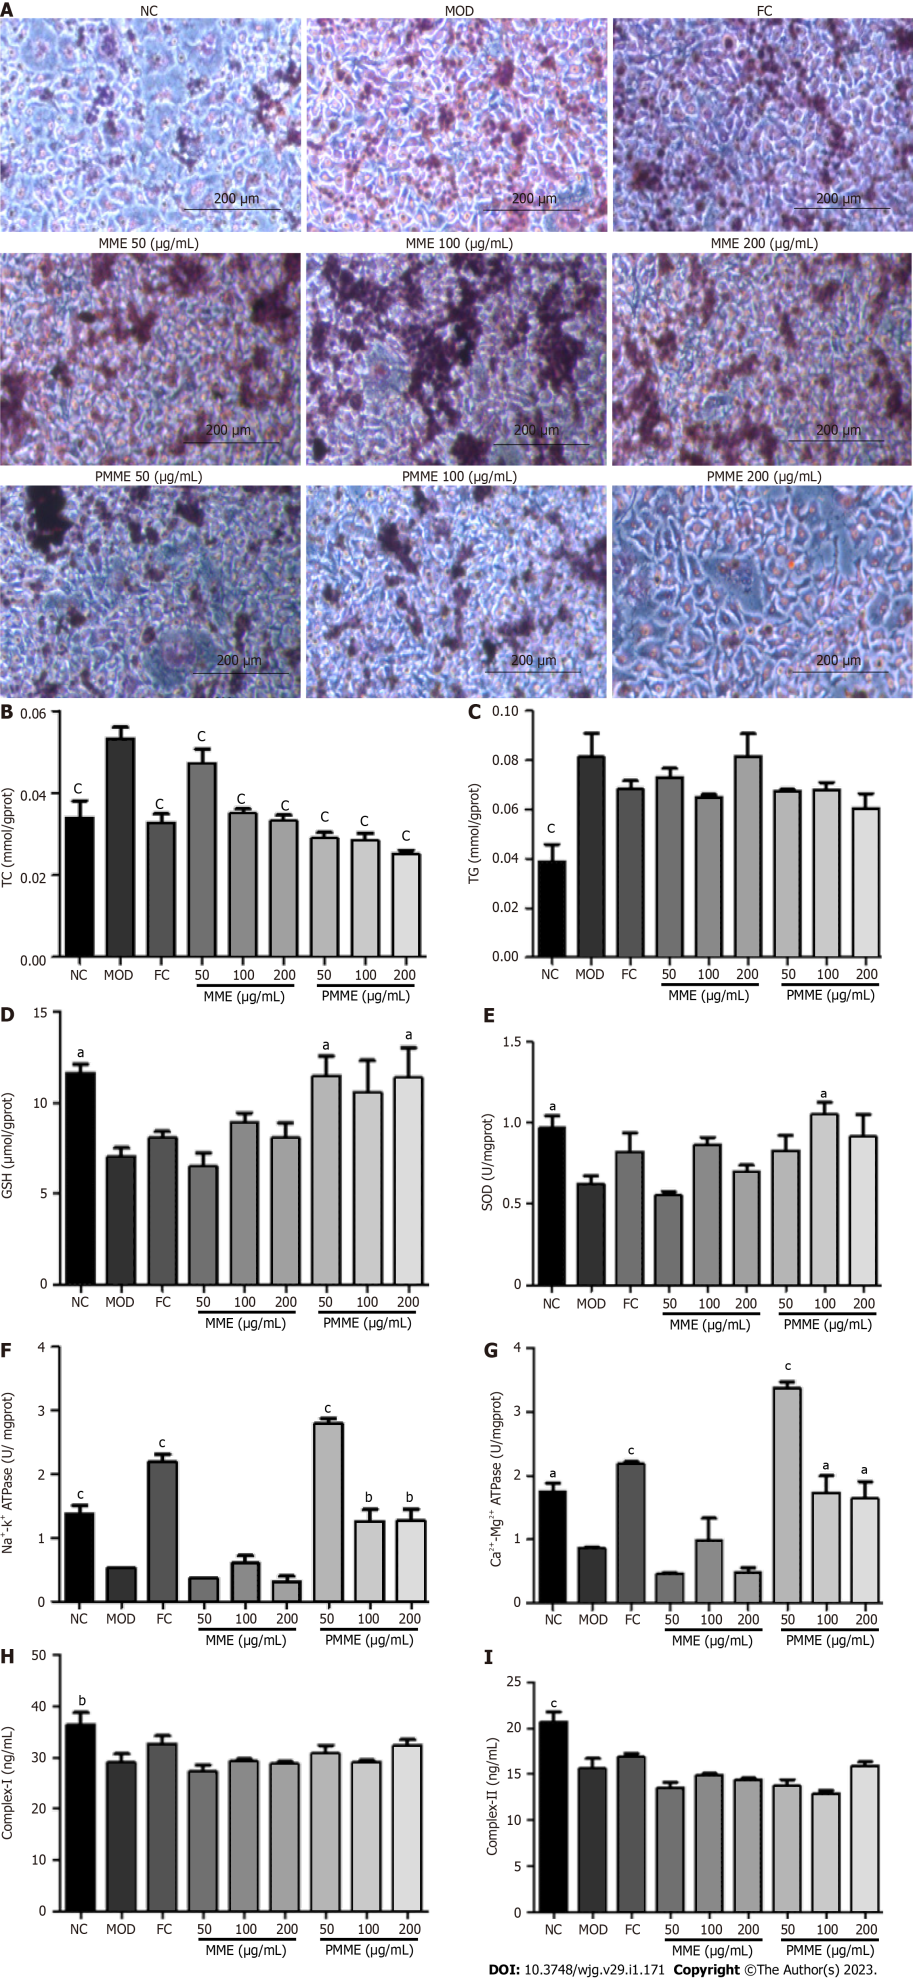 A
NC
MOD
FC
200 µm
200 µm
200 µm
MME 50 (µg/mL)
MME 100 (µg/mL)
MME 200 (µg/mL)
200 µm
200 µm
200 µm
PMME 50 (µg/mL)
PMME 100 (µg/mL)
PMME 200 (µg/mL)
200 µm
200 µm
200 µm
B
TC (mmol/gprot)
0.06
0.04
0.02
0.00
C
C
C
C
C
C
C
C
NC MOD FC 50 100 200 50 100 200
MME (µg/mL) PMME (µg/mL)
C
TG (mmol/gprot)
0.10
0.08
0.06
0.04
0.02
0.00
C
NC MOD FC 50 100 200 50 100 200
MME (µg/mL) PMME (µg/mL)
D
GSH (µmol/gprot)
15
10
5
0
a
a
a
NC MOD FC 50 100 200 50 100 200
MME (µg/mL) PMME (µg/mL)
E
SOD (U/mgprot)
1.5
1.0
0.5
0
a
a
NC MOD FC 50 100 200 50 100 200
MME (µg/mL) PMME (µg/mL)
F
Na⁺-k⁺ ATPase (U/ mgprot)
4
3
2
1
0
c
c
c
b
b
NC MOD FC 50 100 200 50 100 200
MME (µg/mL) PMME (µg/mL)
G
Ca²⁺-Mg²⁺ ATPase (U/mgprot)
4
3
2
1
0
a
c
c
a
a
NC MOD FC 50 100 200 50 100 200
MME (µg/mL) PMME (µg/mL)
H
Complex-I (ng/mL)
50
40
30
20
10
0
b
NC MOD FC 50 100 200 50 100 200
MME (µg/mL) PMME (µg/mL)
I
Complex-II (ng/mL)
25
20
15
10
5
0
c
NC MOD FC 50 100 200 50 100 200
MME (µg/mL) PMME (µg/mL)
DOI: 10.3748/wjg.v29.i1.171 Copyright ©The Author(s) 2023.